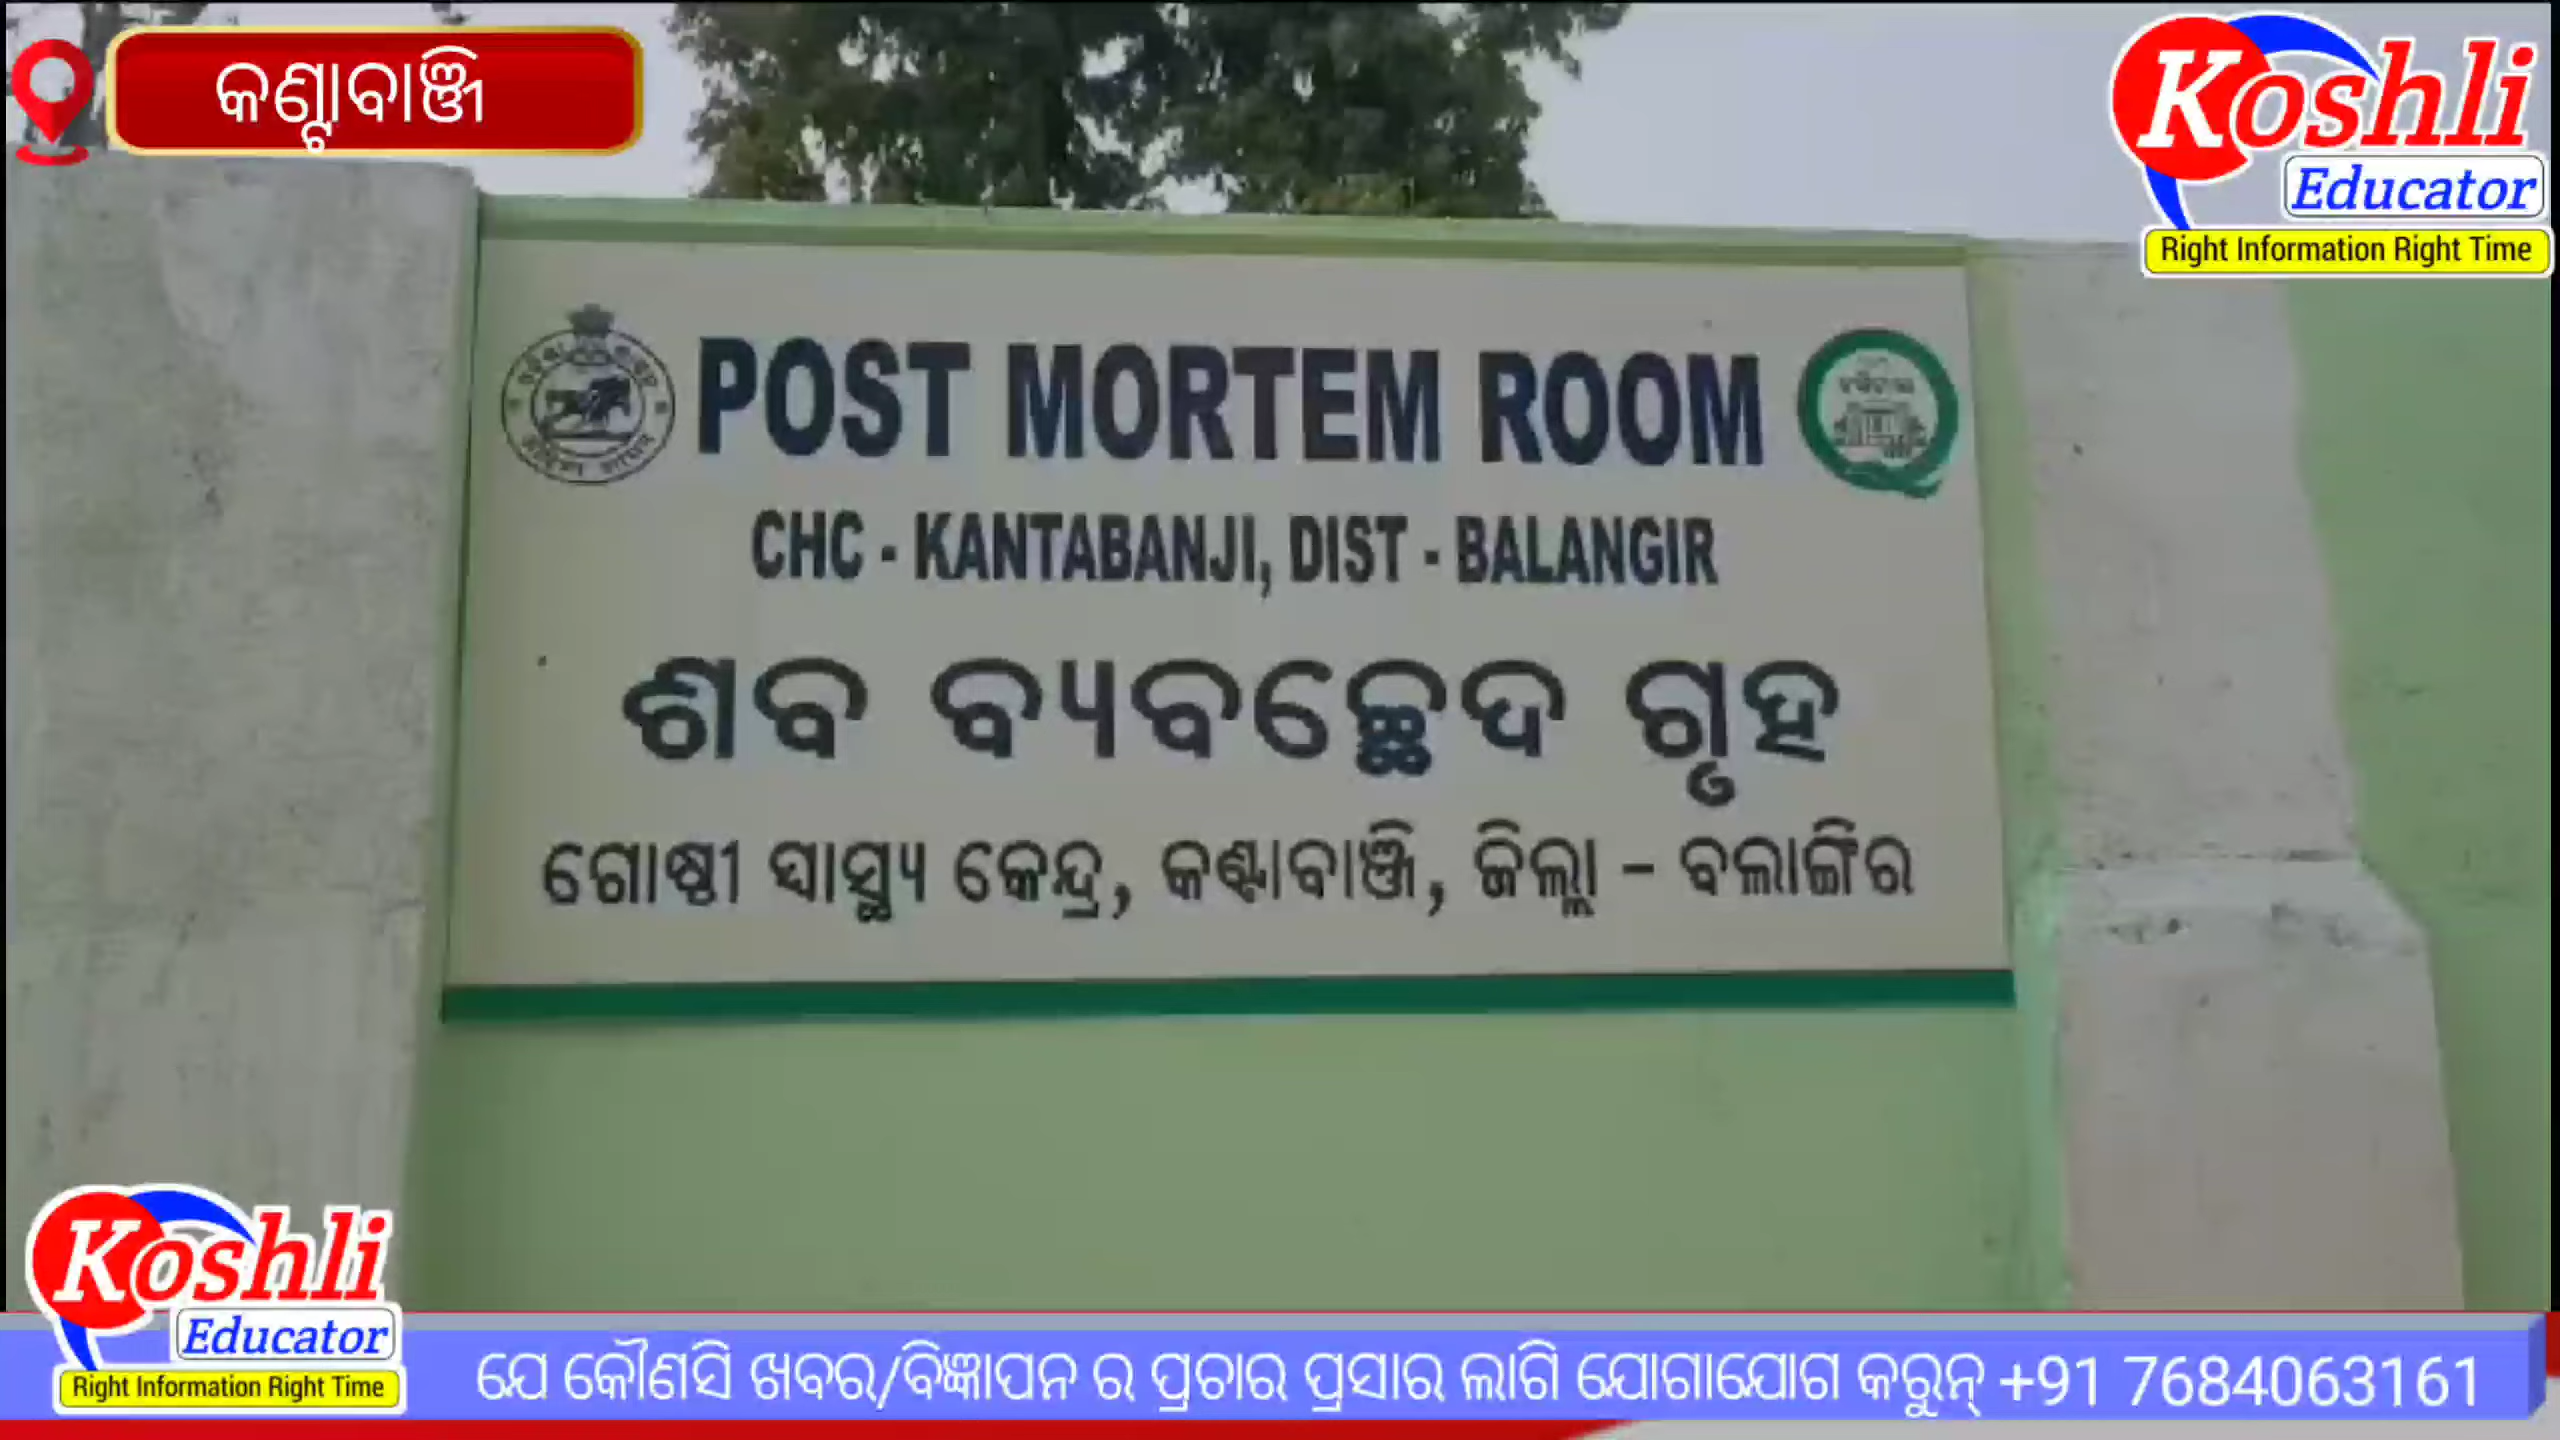 କଣ୍ଟାବାଞ୍ଜି
Koshli
Educator
Right Information Right Time
POST MORTEM ROOM
CHC - KANTABANJI, DIST - BALANGIR
ଶବ ବ୍ୟବଚ୍ଛେଦ ଗୃହ
ଗୋଷ୍ଠୀ ସ୍ୱାସ୍ଥ୍ୟ କେନ୍ଦ୍ର, କଣ୍ଟାବାଞ୍ଜି, ଜିଲ୍ଲା - ବଲାଙ୍ଗିର
Koshli
Educator
Right Information Right Time
ଯେ କୌଣସି ଖବର/ବିଜ୍ଞାପନ ର ପ୍ରଚାର ପ୍ରସାର ଲାଗି ଯୋଗାଯୋଗ କରୁନ୍ +91 7684063161